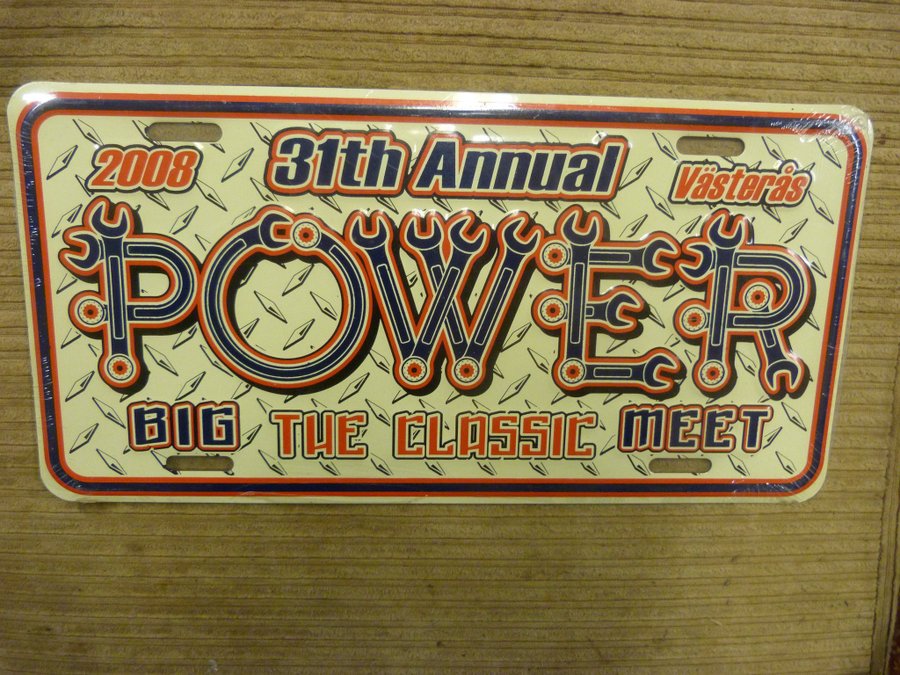 2008 31th Annual Västerås
POWER
BIG THE CLASSIC MEET